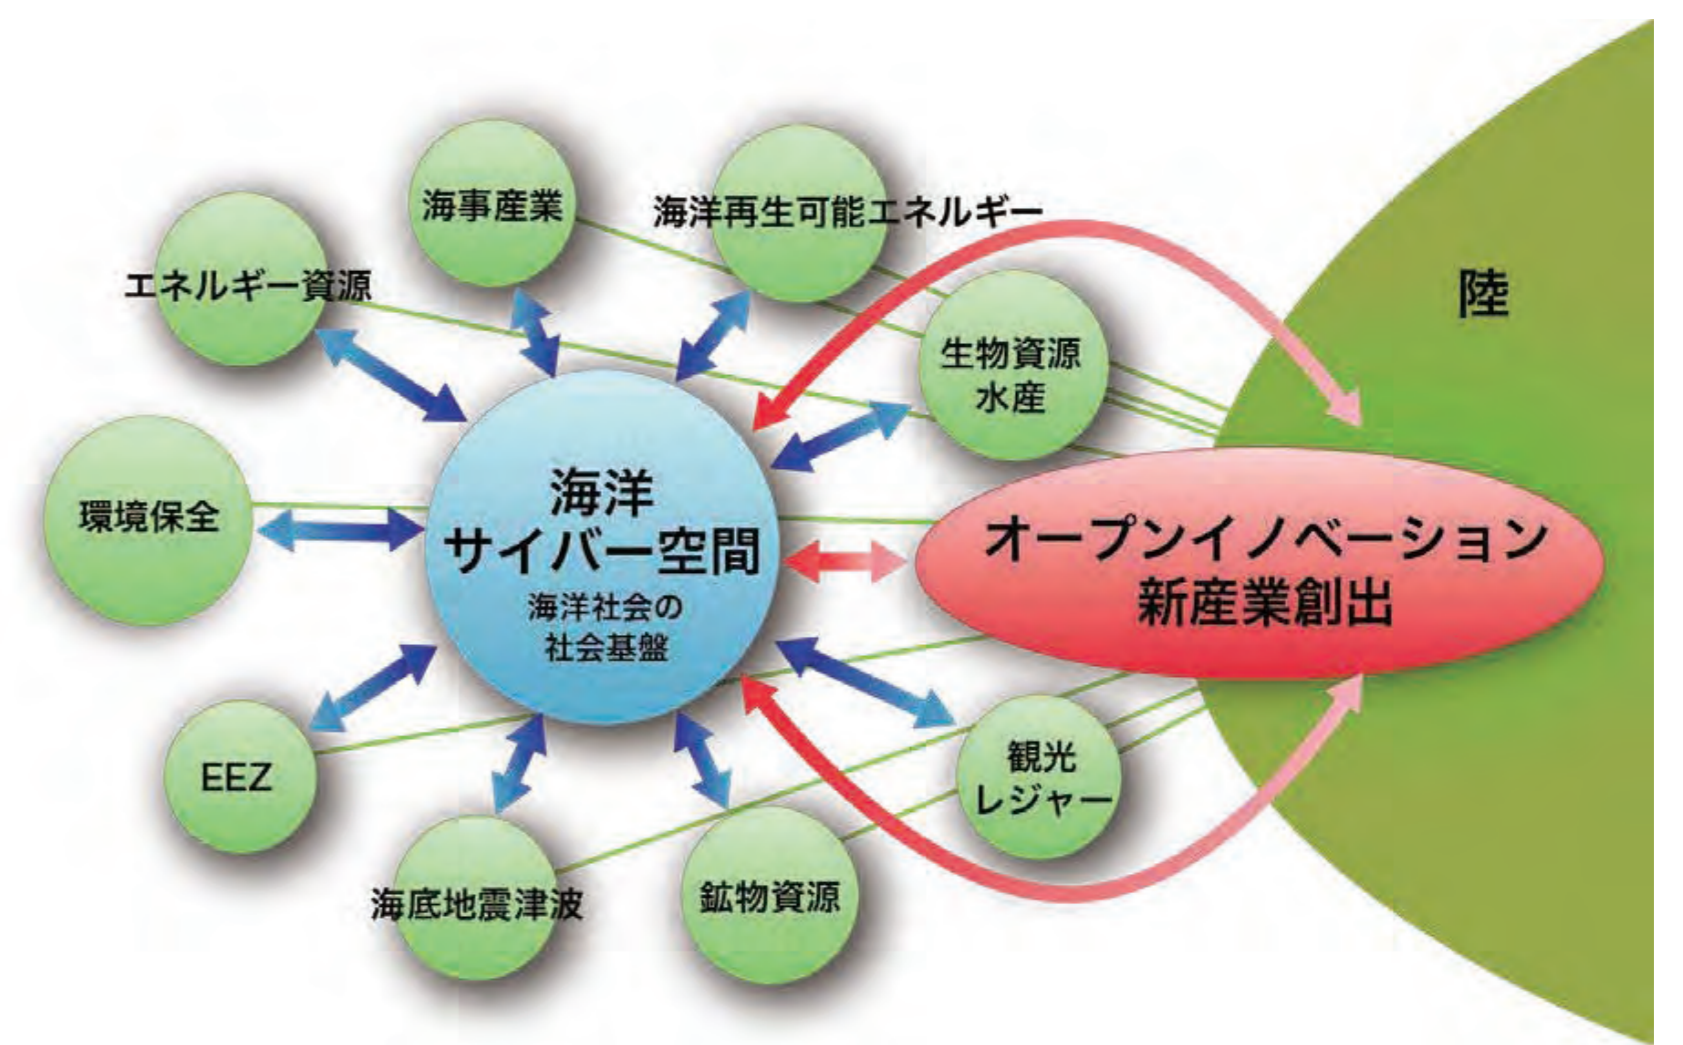 海事産業
海洋再生可能エネルギー
エネルギー資源
陸
生物資源
水産
環境保全
海洋
サイバー空間
海洋社会の
社会基盤
オープンイノベーション
新産業創出
EEZ
観光
レジャー
海底地震津波
鉱物資源